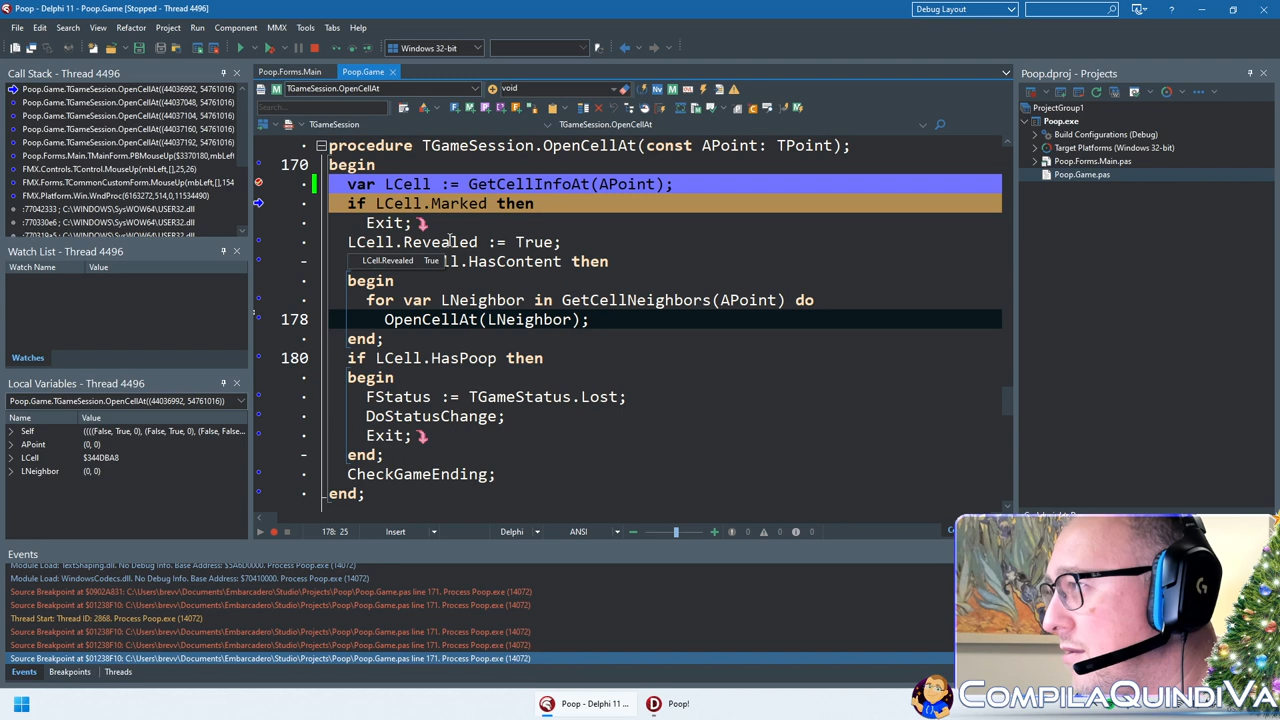 Poop - Delphi 11 - Poop.Game [Stopped - Thread 4496]
Debug Layout
File Edit Search View Refactor Project Run Component MMX Tools Tabs Help
Windows 32-bit
Call Stack - Thread 4496
Poop.Game.TGameSession.OpenCellAt((44036992, 54761016)
Poop.Game.TGameSession.OpenCellAt((44037048, 54761016)
Poop.Game.TGameSession.OpenCellAt((44037104, 54761016)
Poop.Game.TGameSession.OpenCellAt((44037160, 54761016)
Poop.Game.TGameSession.OpenCellAt((44037192, 54761016)
Poop.Forms.Main.TMainForm.PBMouseUp($3370180,mbLef
FMX.Controls.TControl.MouseUp(mbLeft,[],25,26)
FMX.Forms.TCommonCustomForm.MouseUp(mbLeft,[],154
FMX.Platform.Win.WndProc(6163272,514,0,11534490)
:77042333 C:\WINDOWS\SysWOW64\USER32.dll
:770330e6 C:\WINDOWS\SysWOW64\USER32.dll
Watch List - Thread 4496
Watch Name Value
Watches
Local Variables - Thread 4496
Poop.Game.TGameSession.OpenCellAt((44036992, 54761016)
Name Value
Self ((((False, True, 0), (False, True, 0), (False, Fals...
APoint (0, 0)
LCell $344DBA8
LNeighbor (0, 0)
Poop.Forms.Main Poop.Game
TGameSession.OpenCellAt void
Search...
TGameSession TGameSession.OpenCellAt
procedure TGameSession.OpenCellAt(const APoint: TPoint);
170 begin
var LCell := GetCellInfoAt(APoint);
if LCell.Marked then
Exit;
LCell.Revealed := True;
LCell.Revealed True
ll.HasContent then
begin
for var LNeighbor in GetCellNeighbors(APoint) do
178 OpenCellAt(LNeighbor);
end;
180 if LCell.HasPoop then
begin
FStatus := TGameStatus.Lost;
DoStatusChange;
Exit;
end;
CheckGameEnding;
end;
178: 25 Insert Delphi ANSI 0 0 0
Poop.dproj - Projects
ProjectGroup1
Poop.exe
Build Configurations (Debug)
Target Platforms (Windows 32-bit)
Poop.Forms.Main.pas
Poop.Game.pas
Events
Module Load: TextShaping.dll. No Debug Info. Base Address: $5A6D0000. Process Poop.exe (14072)
Module Load: WindowsCodecs.dll. No Debug Info. Base Address: $70410000. Process Poop.exe (14072)
Source Breakpoint at $0902A831: C:\Users\brevv\Documents\Embarcadero\Studio\Projects\Poop\Poop.Game.pas line 171. Process Poop.exe (14072)
Source Breakpoint at $01238F10: C:\Users\brevv\Documents\Embarcadero\Studio\Projects\Poop\Poop.Game.pas line 171. Process Poop.exe (14072)
Thread Start: Thread ID: 2868. Process Poop.exe (14072)
Source Breakpoint at $01238F10: C:\Users\brevv\Documents\Embarcadero\Studio\Projects\Poop\Poop.Game.pas line 171. Process Poop.exe (14072)
Source Breakpoint at $01238F10: C:\Users\brevv\Documents\Embarcadero\Studio\Projects\Poop\Poop.Game.pas line 171. Process Poop.exe (14072)
Source Breakpoint at $01238F10: C:\Users\brevv\Documents\Embarcadero\Studio\Projects\Poop\Poop.Game.pas line 171. Process Poop.exe (14072)
Events Breakpoints Threads
Poop - Delphi 11 ...
Poop!
CompilaQuindiVa